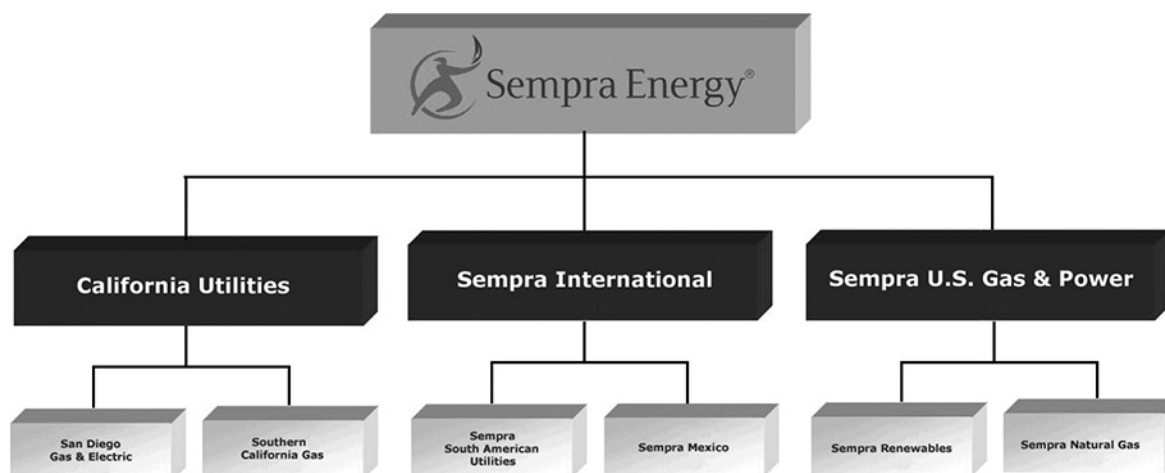 Sempra Energy®
California Utilities
Sempra International
Sempra U.S. Gas & Power
San Diego
Gas & Electric
Southern
California Gas
Sempra
South American
Utilities
Sempra Mexico
Sempra Renewables
Sempra Natural Gas